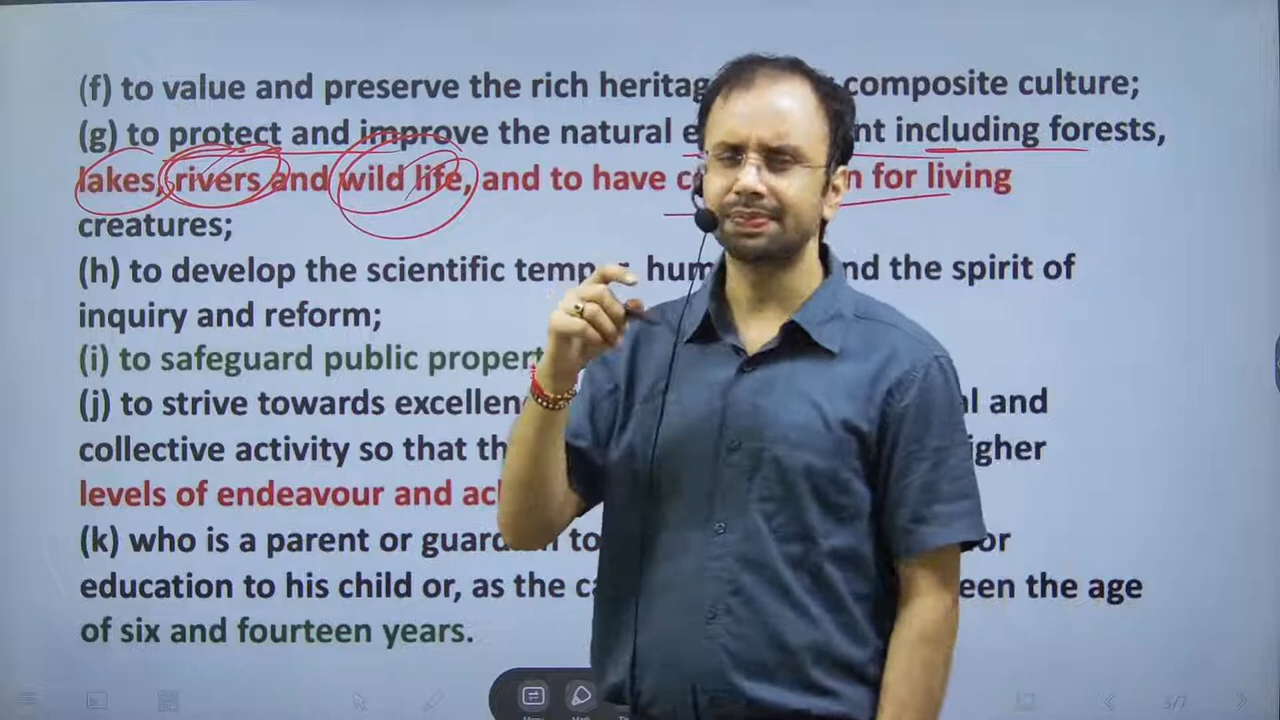 (f) to value and preserve the rich heritag composite culture;
(g) to protect and improve the natural e nt including forests,
lakes, rivers and wild life, and to have c n for living
creatures;
(h) to develop the scientific temp r, hum nd the spirit of
inquiry and reform;
(i) to safeguard public propert
(j) to strive towards excellen l and
collective activity so that th igher
levels of endeavour and ac
(k) who is a parent or guard n to or
education to his child or, as the ca een the age
of six and fourteen years.